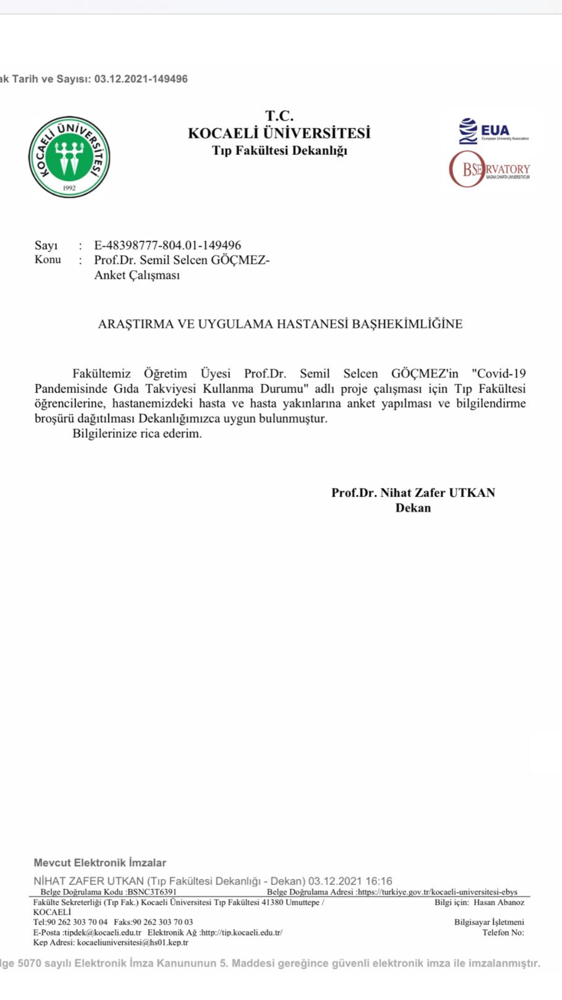 Tarih ve Sayısı: 03.12.2021-149496
KOCAELİ ÜNİVERSİTESİ
1992
T.C.
KOCAELİ ÜNİVERSİTESİ
Tıp Fakültesi Dekanlığı
EUA
European University Association
OBSERVATORY
MAGNA CHARTA UNIVERSITATUM
Sayı : E-48398777-804.01-149496
Konu : Prof.Dr. Semil Selcen GÖÇMEZ-
Anket Çalışması
ARAŞTIRMA VE UYGULAMA HASTANESİ BAŞHEKİMLİĞİNE
Fakültemiz Öğretim Üyesi Prof.Dr. Semil Selcen GÖÇMEZ'in "Covid-19
Pandemisinde Gıda Takviyesi Kullanma Durumu" adlı proje çalışması için Tıp Fakültesi
öğrencilerine, hastanemizdeki hasta ve hasta yakınlarına anket yapılması ve bilgilendirme
broşürü dağıtılması Dekanlığımızca uygun bulunmuştur.
Bilgilerinize rica ederim.
Prof.Dr. Nihat Zafer UTKAN
Dekan
Mevcut Elektronik İmzalar
NİHAT ZAFER UTKAN (Tıp Fakültesi Dekanlığı - Dekan) 03.12.2021 16:16
Belge Doğrulama Kodu :BSNC3T6391 Belge Doğrulama Adresi :https://turkiye.gov.tr/kocaeli-universitesi-ebys
Fakülte Sekreterliği (Tıp Fak.) Kocaeli Üniversitesi Tıp Fakültesi 41380 Umuttepe / Bilgi için: Hasan Abanoz
KOCAELİ
Tel:90 262 303 70 04 Faks:90 262 303 70 03 Bilgisayar İşletmeni
E-Posta :tipdek@kocaeli.edu.tr Elektronik Ağ :http://tip.kocaeli.edu.tr/ Telefon No:
Kep Adresi: kocaeliuniversitesi@hs01.kep.tr
5070 sayılı Elektronik İmza Kanununun 5. Maddesi gereğince güvenli elektronik imza ile imzalanmıştır.